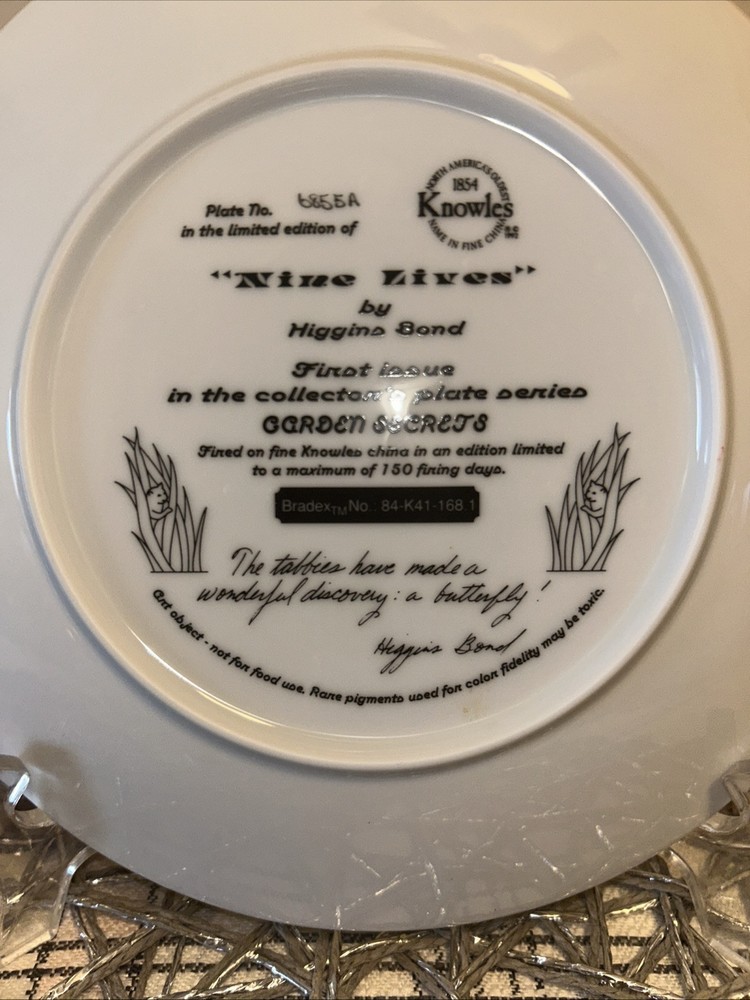 Plate No. 6855A
in the limited edition of
NORTH AMERICA'S OLDEST
1854
Knowles
NAME IN FINE CHINA
"Nine Lives"
by
Higgins Bond
First issue
in the collector's plate series
GARDEN SECRETS
Fired on fine Knowles china in an edition limited
to a maximum of 150 firing days.
Bradex TM No. 84-K41-168.1
The tabbies have made a
wonderful discovery: a butterfly!
Higgins Bond
Art object - not for food use. Rare pigments used for color fidelity may be toxic.